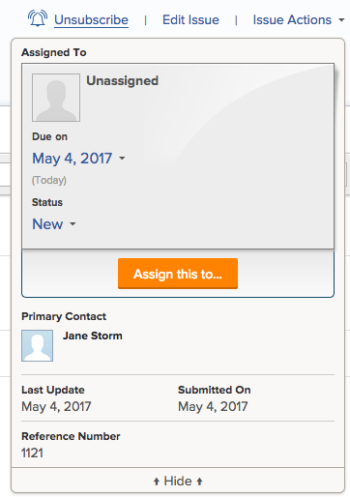 Unsubscribe | Edit Issue | Issue Actions
Assigned To
Unassigned
Due on
May 4, 2017
(Today)
Status
New
Assign this to...
Primary Contact
Jane Storm
Last Update Submitted On
May 4, 2017 May 4, 2017
Reference Number
1121
Hide